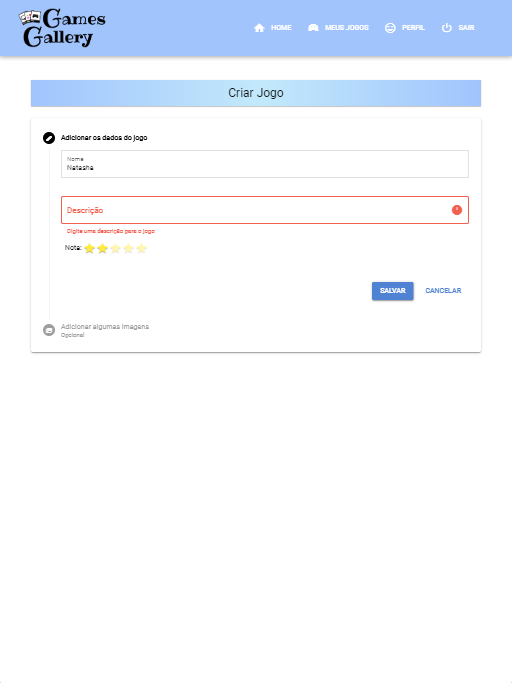 Games
Gallery
HOME
MEUS JOGOS
PERFIL
SAIR
Criar Jogo
Adicionar os dados do jogo
Nome
Natasha
Descrição
Digite uma descrição para o jogo
Nota:
SALVAR
CANCELAR
Adicionar algumas imagens
Opcional